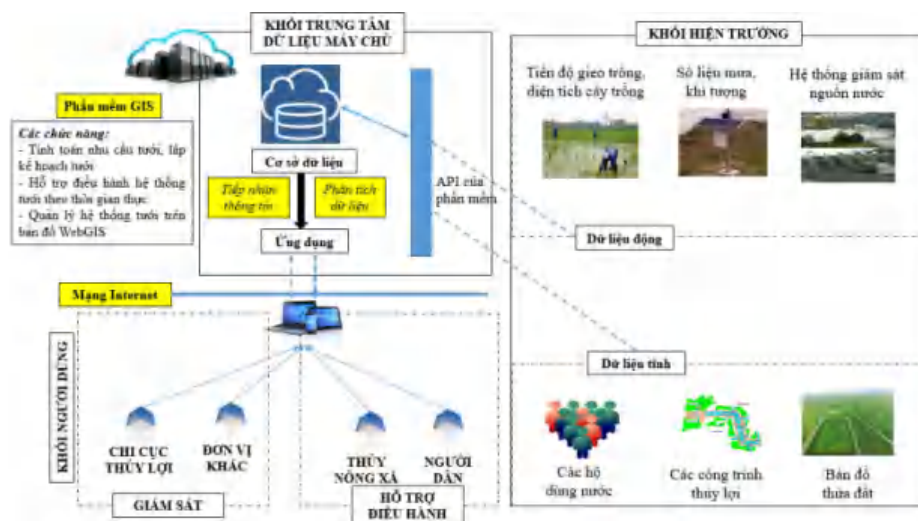 KHỐI TRUNG TÂM
DỮ LIỆU MÁY CHỦ
Phần mềm GIS
Các chức năng:
- Tính toán nhu cầu tưới, lập
kế hoạch tưới
- Hỗ trợ điều hành hệ thống
tưới theo thời gian thực
- Quản lý hệ thống tưới trên
bản đồ WebGIS
Cơ sở dữ liệu
Tiếp nhận
thông tin
Phân tích
dữ liệu
Ứng dụng
API của
phần mềm
Mạng Internet
KHỐI NGƯỜI DÙNG
CHI CỤC
THỦY LỢI
ĐƠN VỊ
KHÁC
THỦY
NÔNG XÃ
NGƯỜI
DÂN
GIÁM SÁT
HỖ TRỢ
ĐIỀU HÀNH
KHỐI HIỆN TRƯỜNG
Tiến độ gieo trồng,
diện tích cây trồng
Số liệu mưa,
khí tượng
Hệ thống giám sát
nguồn nước
Dữ liệu động
Dữ liệu tĩnh
Các hộ
dùng nước
Các công trình
thủy lợi
Bản đồ
thửa đất